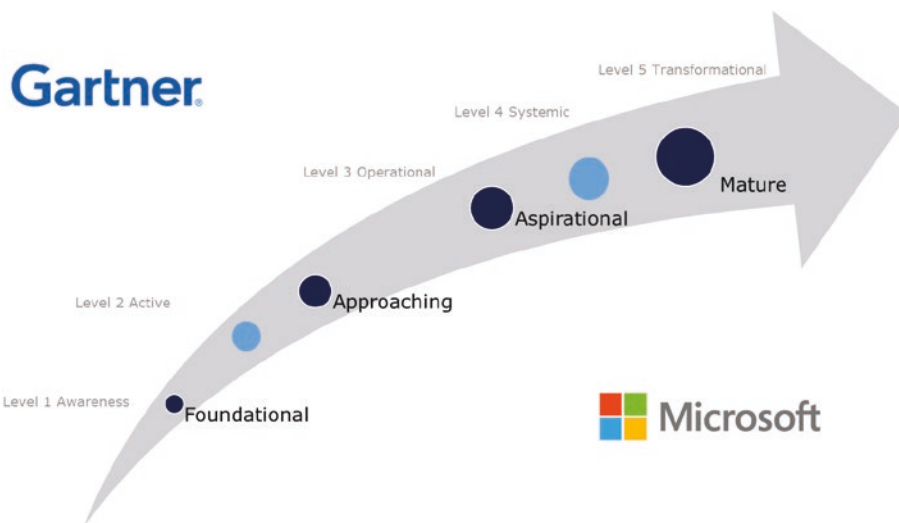 Gartner®
Level 5 Transformational
Level 4 Systemic
Mature
Level 3 Operational
Aspirational
Level 2 Active
Approaching
Level 1 Awareness
Foundational
Microsoft